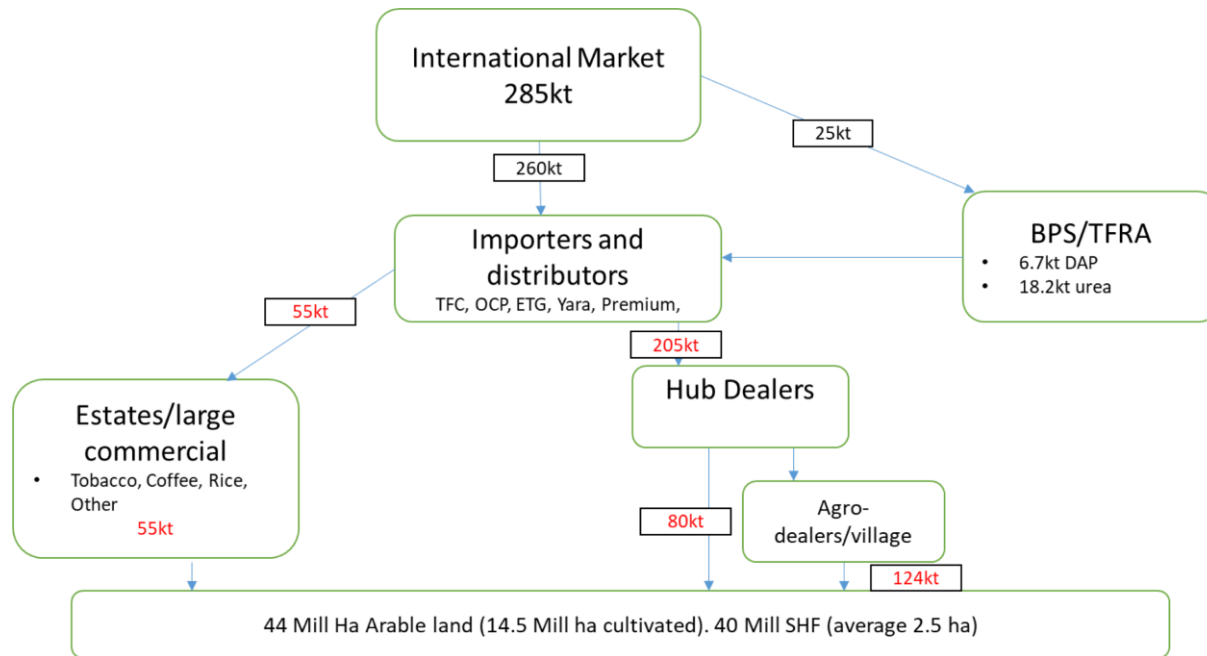 International Market
285kt
25kt
260kt
Importers and
distributors
TFC, OCP, ETG, Yara, Premium,
BPS/TFRA
• 6.7kt DAP
• 18.2kt urea
55kt
205kt
Hub Dealers
Estates/large
commercial
• Tobacco, Coffee, Rice,
Other
55kt
80kt
Agro-
dealers/village
124kt
44 Mill Ha Arable land (14.5 Mill ha cultivated). 40 Mill SHF (average 2.5 ha)